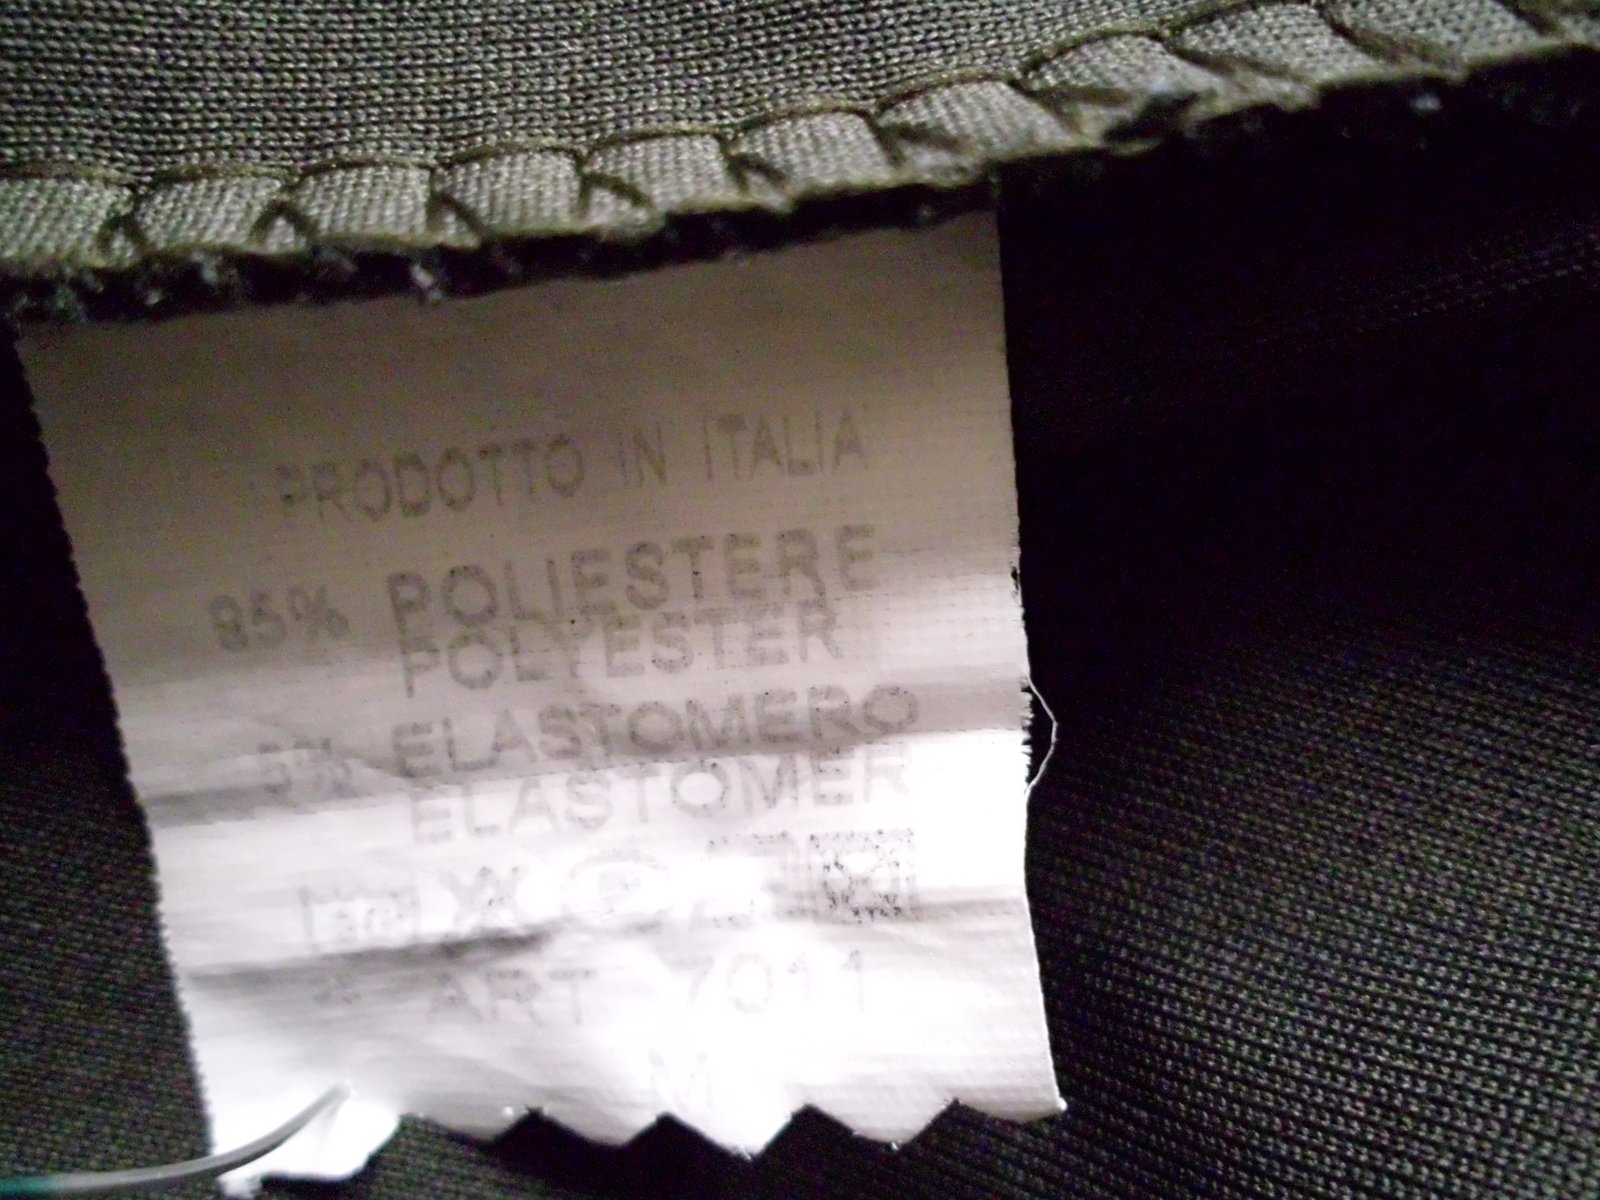 PRODOTTO IN ITALIA
95% POLIESTERE
POLYESTER
5% ELASTOMERO
ELASTOMER
ART 7011
M